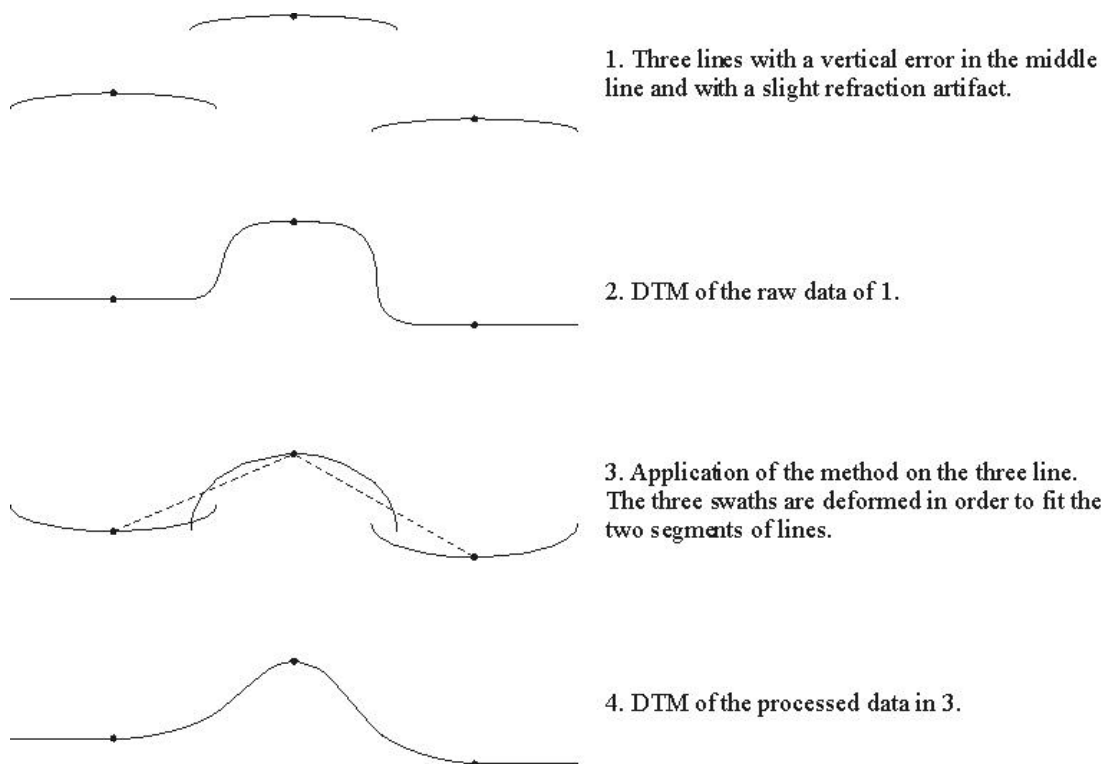 1. Three lines with a vertical error in the middle
line and with a slight refraction artifact.
2. DTM of the raw data of 1.
3. Application of the method on the three line.
The three swaths are deformed in order to fit the
two segments of lines.
4. DTM of the processed data in 3.